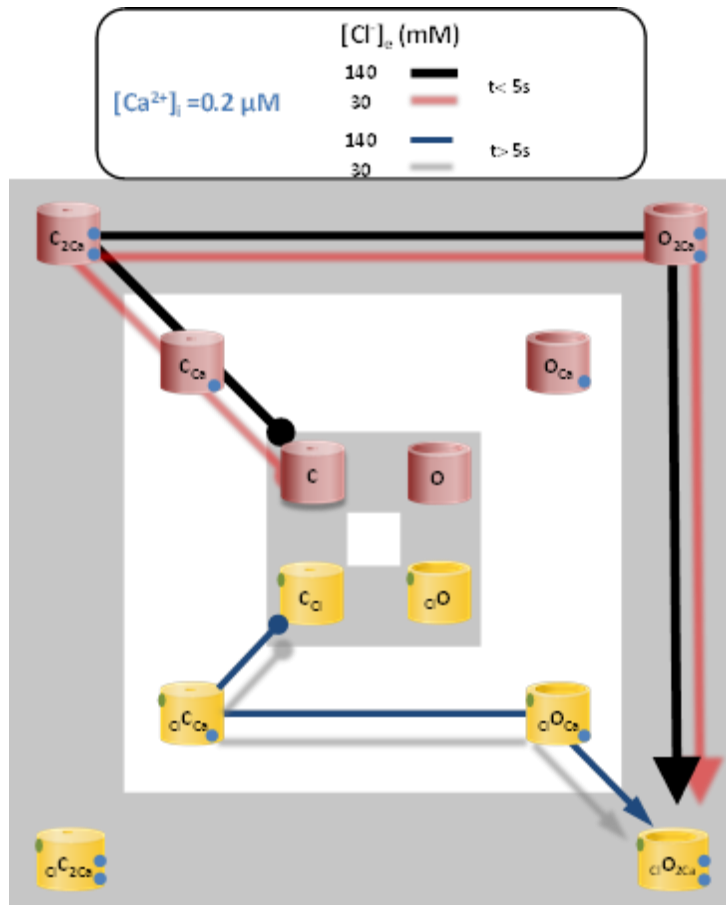 [Cl⁻]ₑ (mM)
140
t< 5s
[Ca²⁺]ᵢ =0.2 µM
30
140
t> 5s
30
C₂Ca
O₂Ca
CCa
OCa
C
O
CCl
ClO
ClCCa
ClOCa
ClC₂Ca
ClO₂Ca